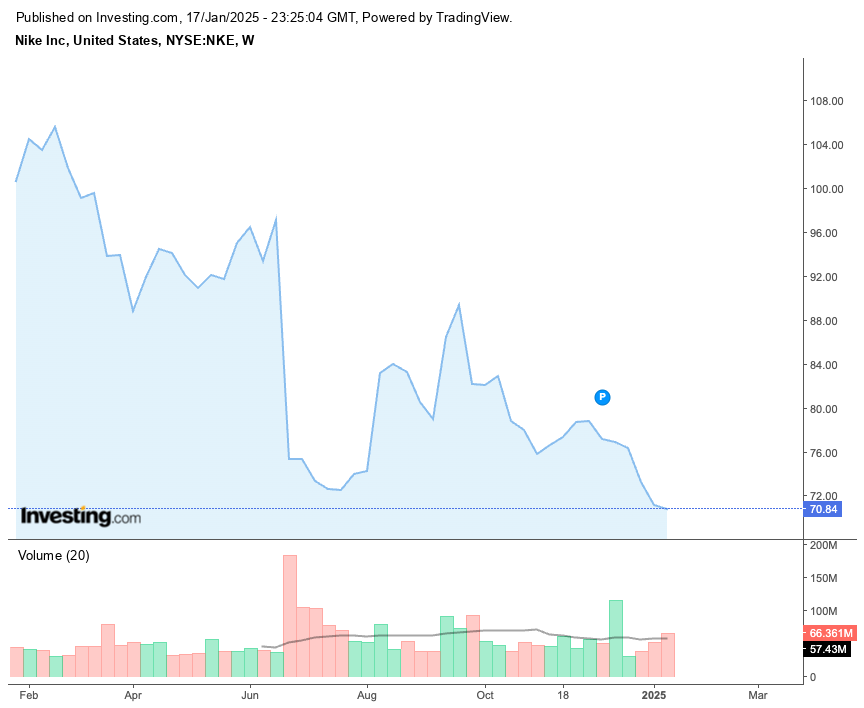 Published on Investing.com, 17/Jan/2025 - 23:25:04 GMT, Powered by TradingView.
Nike Inc, United States, NYSE:NKE, W
108.00
104.00
100.00
96.00
92.00
88.00
84.00
P
80.00
76.00
72.00
70.84
Investing.com
200M
Volume (20)
150M
100M
66.361M
57.43M
0
Feb Apr Jun Aug Oct 18 2025 Mar